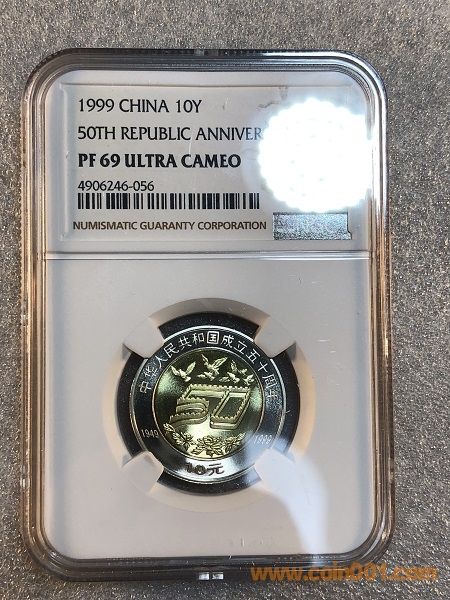 1999 CHINA 10Y
50TH REPUBLIC ANNIVER
PF 69 ULTRA CAMEO
4906246-056
NUMISMATIC GUARANTY CORPORATION
中华人民共和国成立五十周年
50
1949
1999
10元
www.coin001.com